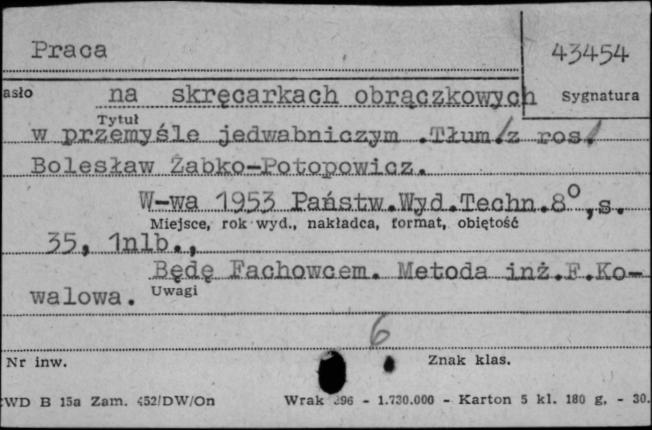 Praca
43454
asło
na skręcarkach obrączkowych
Sygnatura
Tytuł
w przemyśle jedwabniczym .Tłum./z ros/
Bolesław Żabko-Potopowicz.
W-wa 1953 Państw.Wyd.Techn.8°,s.
Miejsce, rok wyd., nakładca, format, objętość
35, 1nlb.,
Będę Fachowcem. Metoda inż.F.Ko-
walowa.
Uwagi
6
Nr inw.
Znak klas.
CWD B 15a Zam. 452/DW/On
Wrak 396 - 1.730.000 - Karton 5 kl. 180 g. - 30.